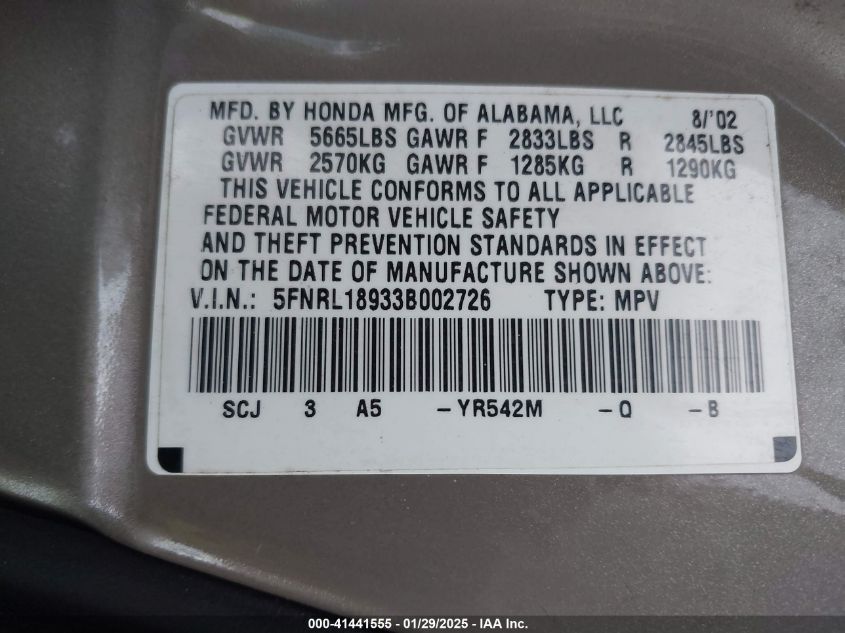 MFD. BY HONDA MFG. OF ALABAMA, LLC 8/'02
GVWR 5665LBS GAWR F 2833LBS R 2845LBS
GVWR 2570KG GAWR F 1285KG R 1290KG
THIS VEHICLE CONFORMS TO ALL APPLICABLE
FEDERAL MOTOR VEHICLE SAFETY
AND THEFT PREVENTION STANDARDS IN EFFECT
ON THE DATE OF MANUFACTURE SHOWN ABOVE:
V.I.N.: 5FNRL18933B002726 TYPE: MPV
SCJ 3 A5 -YR542M -Q -B
000-41441555 - 01/29/2025 - IAA Inc.